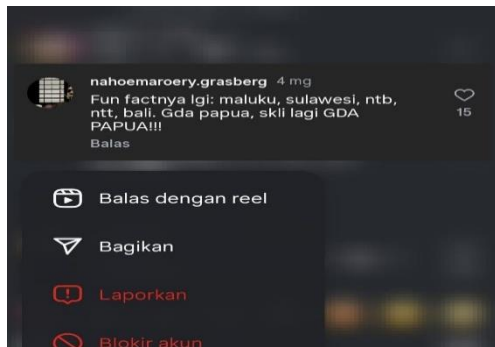 nahoemaroery.grasberg 4 mg
Fun factnya lgi: maluku, sulawesi, ntb,
ntt, bali. Gda papua, skli lagi GDA
PAPUA!!!
15
Balas
Balas dengan reel
Bagikan
Laporkan
Blokir akun